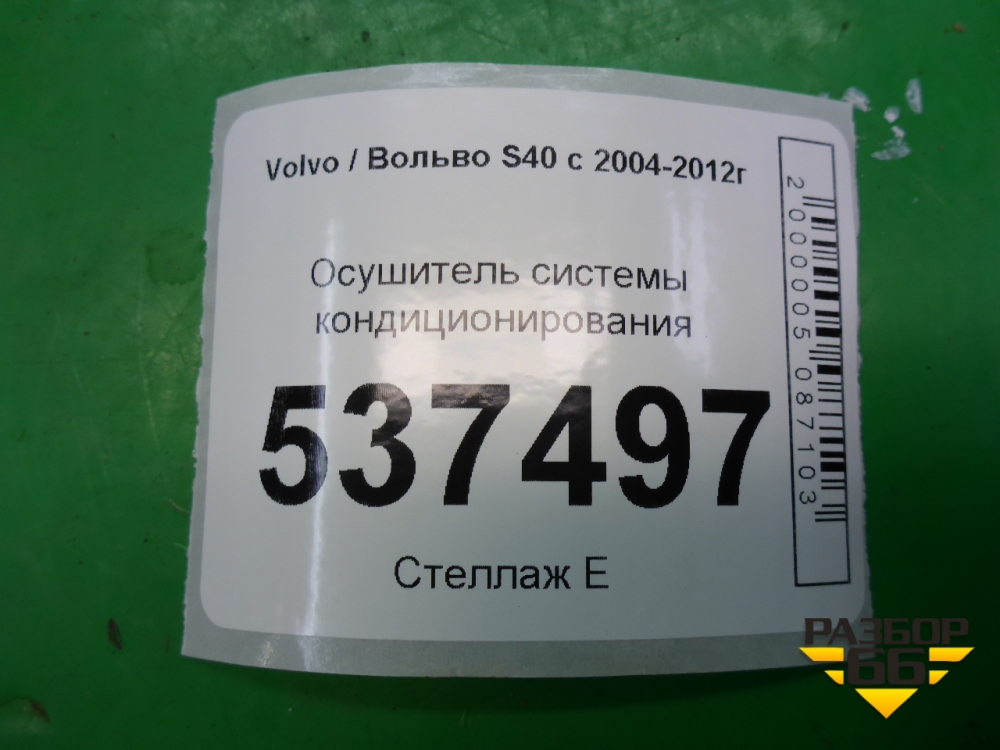 Volvo / Вольво S40 с 2004-2012г
Осушитель системы
кондиционирования
537497
Стеллаж Е
2000005087103
РАЗБОР
66